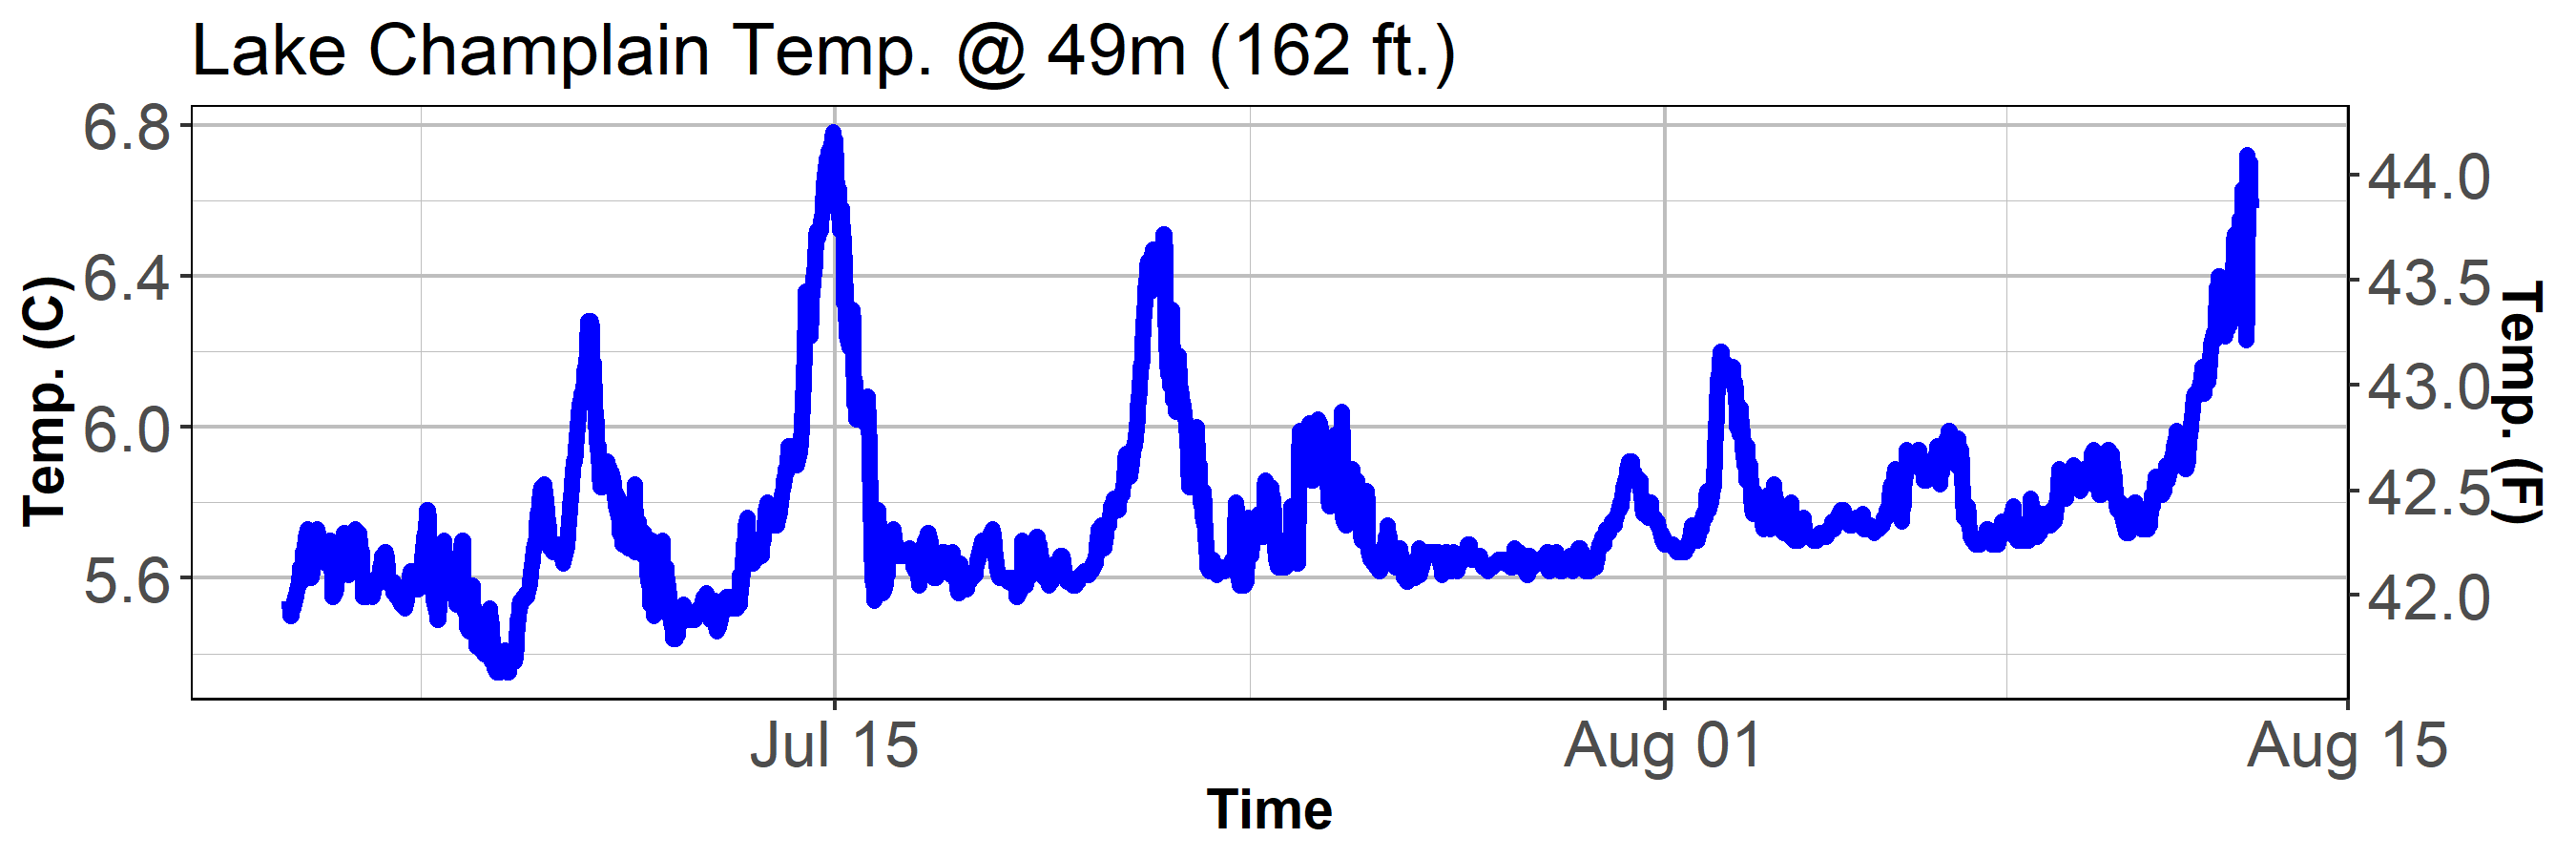 Lake Champlain Temp. @ 49m (162 ft.)
6.8
6.4
6.0
5.6
Temp. (C)
44.0
43.5
43.0
42.5
42.0
Temp. (F)
Jul 15
Aug 01
Aug 15
Time